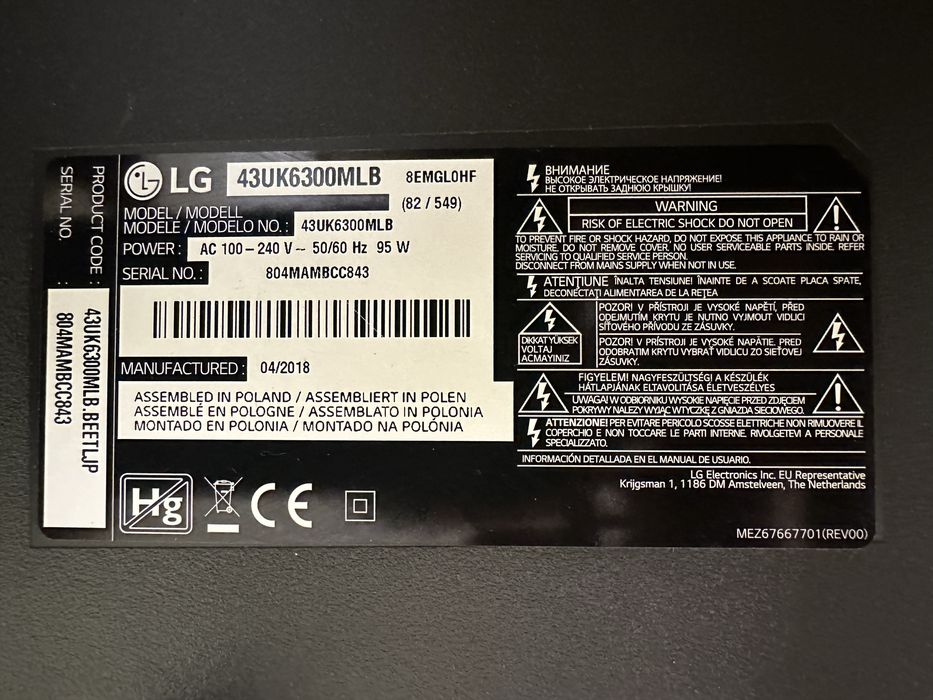 PRODUCT CODE : 43UK6300MLB.BEETLJP
SERIAL NO. : 804MAMBCC843
LG 43UK6300MLB 8EMGL0HF
(82 / 549)
MODEL / MODELL
MODELE / MODELO NO.: 43UK6300MLB
POWER : AC 100-240 V~ 50/60 Hz 95 W
SERIAL NO. : 804MAMBCC843
MANUFACTURED : 04/2018
ASSEMBLED IN POLAND / ASSEMBLIERT IN POLEN
ASSEMBLÉ EN POLOGNE / ASSEMBLATO IN POLONIA
MONTADO EN POLONIA / MONTADO NA POLÓNIA
Hg
CE
ВНИМАНИЕ
ВЫСОКОЕ ЭЛЕКТРИЧЕСКОЕ НАПРЯЖЕНИЕ!
НЕ ОТКРЫВАТЬ ЗАДНЮЮ КРЫШКУ!
WARNING
RISK OF ELECTRIC SHOCK DO NOT OPEN
TO PREVENT FIRE OR SHOCK HAZARD, DO NOT EXPOSE THIS APPLIANCE TO RAIN OR
MOISTURE. DO NOT REMOVE COVER. NO USER SERVICEABLE PARTS INSIDE. REFER
SERVICING TO QUALIFIED SERVICE PERSON.
DISCONNECT FROM MAINS SUPPLY WHEN NOT IN USE.
ATENŢIUNE ÎNALTA TENSIUNE! ÎNAINTE DE A SCOATE PLACA SPATE,
DECONECTAŢI ALIMENTAREA DE LA REŢEA
DIKKAT YÜKSEK
VOLTAJ
AÇMAYINIZ
POZOR! V PŘÍSTROJI JE VYSOKÉ NAPĚTÍ, PŘED
ODEJMUTÍM KRYTU JE NUTNO VYJMOUT VIDLICI
SÍŤOVÉHO PŘÍVODU ZE ZÁSUVKY.
POZOR! V PRÍSTROJI JE VYSOKÉ NAPÄTIE. PRED
ODOBRATIM KRYTU VYBRAŤ VIDLICU ZO SIEŤOVEJ
ZÁSUVKY.
FIGYELEM! NAGYFESZÜLTSÉG! A KÉSZÜLÉK
HÁTLAPJÁNAK ELTAVOLÍTÁSA ÉLETVESZÉLYES
UWAGA! W ODBIORNIKU WYSOKIE NAPIĘCIE PRZED ZDJĘCIEM
POKRYWY NALEŻY WYJĄĆ WTYCZKĘ Z GNIAZDA SIECIOWEGO.
ATTENZIONE! PER EVITARE PERICOLO SCOSSE ELETTRICHE NON RIMUOVERE IL
COPERCHIO E NON TOCCARE LE PARTI INTERNE. RIVOLGETEVI A PERSONALE
SPECIALIZZATO.
INFORMACIÓN DETALLADA EN EL MANUAL DE USUARIO.
LG Electronics Inc. EU Representative
Krijgsman 1, 1186 DM Amstelveen, The Netherlands
MEZ67667701(REV00)